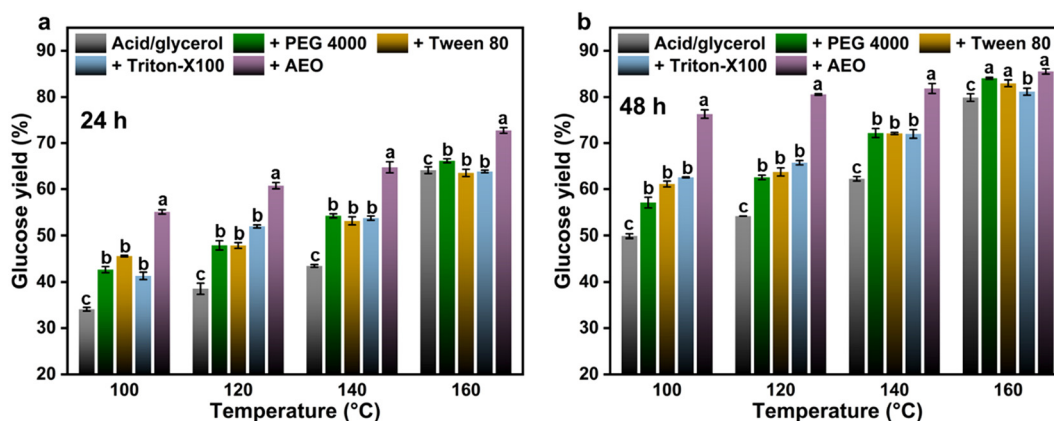 a
Acid/glycerol + PEG 4000 + Tween 80
+ Triton-X100 + AEO
24 h
Glucose yield (%)
90
80
70
60
50
40
30
20
c b b b a
c b b b a
c b b b a
c b b b a
100 120 140 160
Temperature (°C)
b
Acid/glycerol + PEG 4000 + Tween 80
+ Triton-X100 + AEO
48 h
Glucose yield (%)
90
80
70
60
50
40
30
20
c b b b a
c b b b a
c b b b a
c a a b a
100 120 140 160
Temperature (°C)